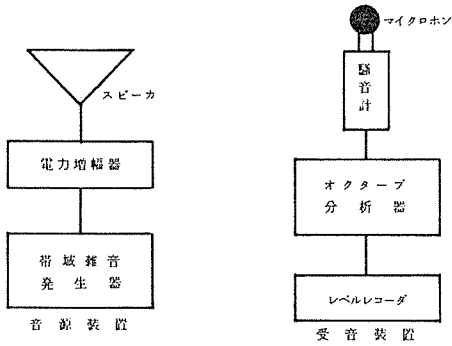 スピーカ
電力増幅器
帯域雑音
発生器
音源装置
マイクロホン
騒音計
オクターブ
分析器
レベルレコーダ
受音装置